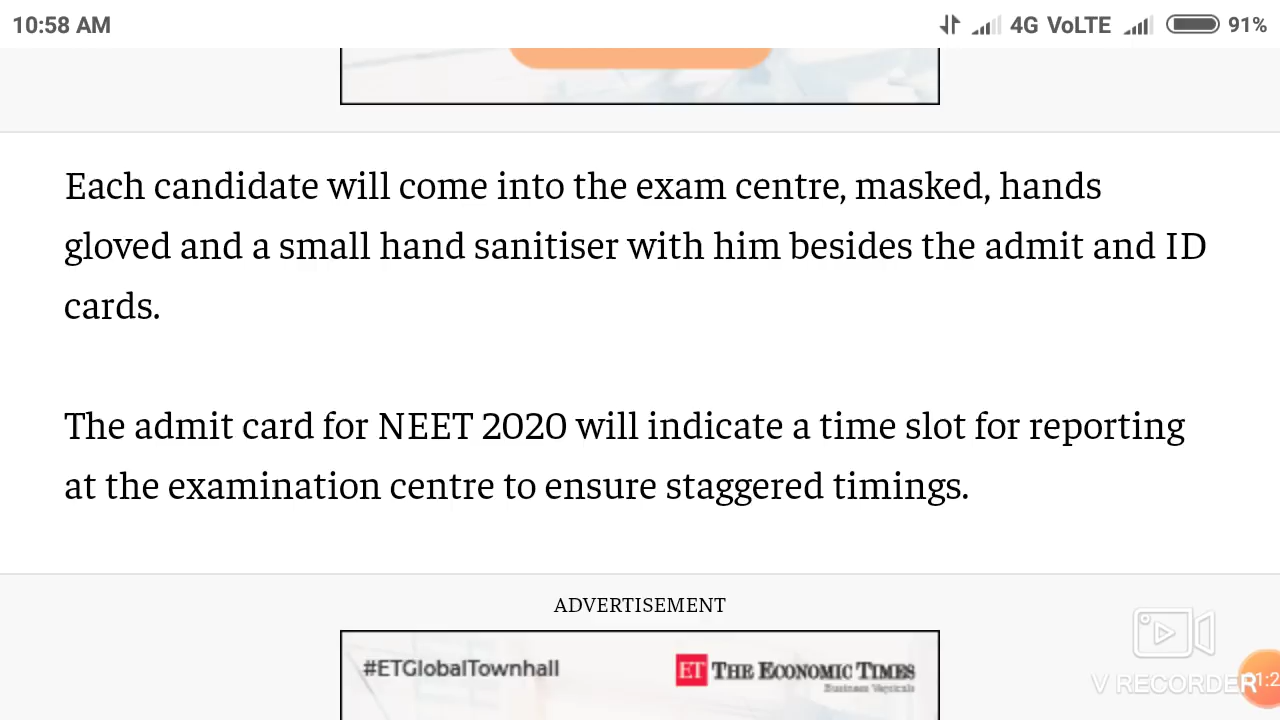 10:58 AM 4G VoLTE 91%
Each candidate will come into the exam centre, masked, hands
gloved and a small hand sanitiser with him besides the admit and ID
cards.
The admit card for NEET 2020 will indicate a time slot for reporting
at the examination centre to ensure staggered timings.
ADVERTISEMENT
#ETGlobalTownhall ET THE ECONOMIC TIMES
V RECORDER